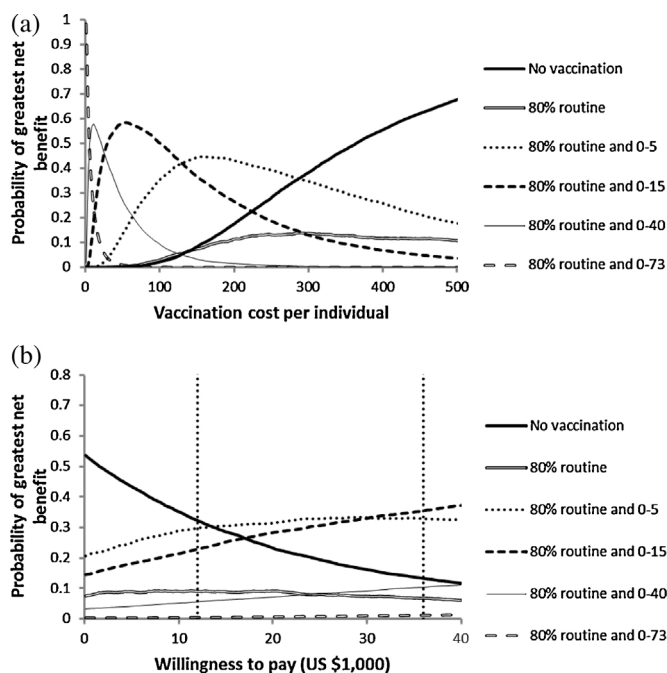 (a)
Probability of greatest net
benefit
1
0.9
0.8
0.7
0.6
0.5
0.4
0.3
0.2
0.1
0
0 100 200 300 400 500
Vaccination cost per individual
No vaccination
80% routine
80% routine and 0-5
80% routine and 0-15
80% routine and 0-40
80% routine and 0-73
(b)
Probability of greatest net
benefit
0.8
0.7
0.6
0.5
0.4
0.3
0.2
0.1
0
0 10 20 30 40
Willingness to pay (US $1,000)
No vaccination
80% routine
80% routine and 0-5
80% routine and 0-15
80% routine and 0-40
80% routine and 0-73